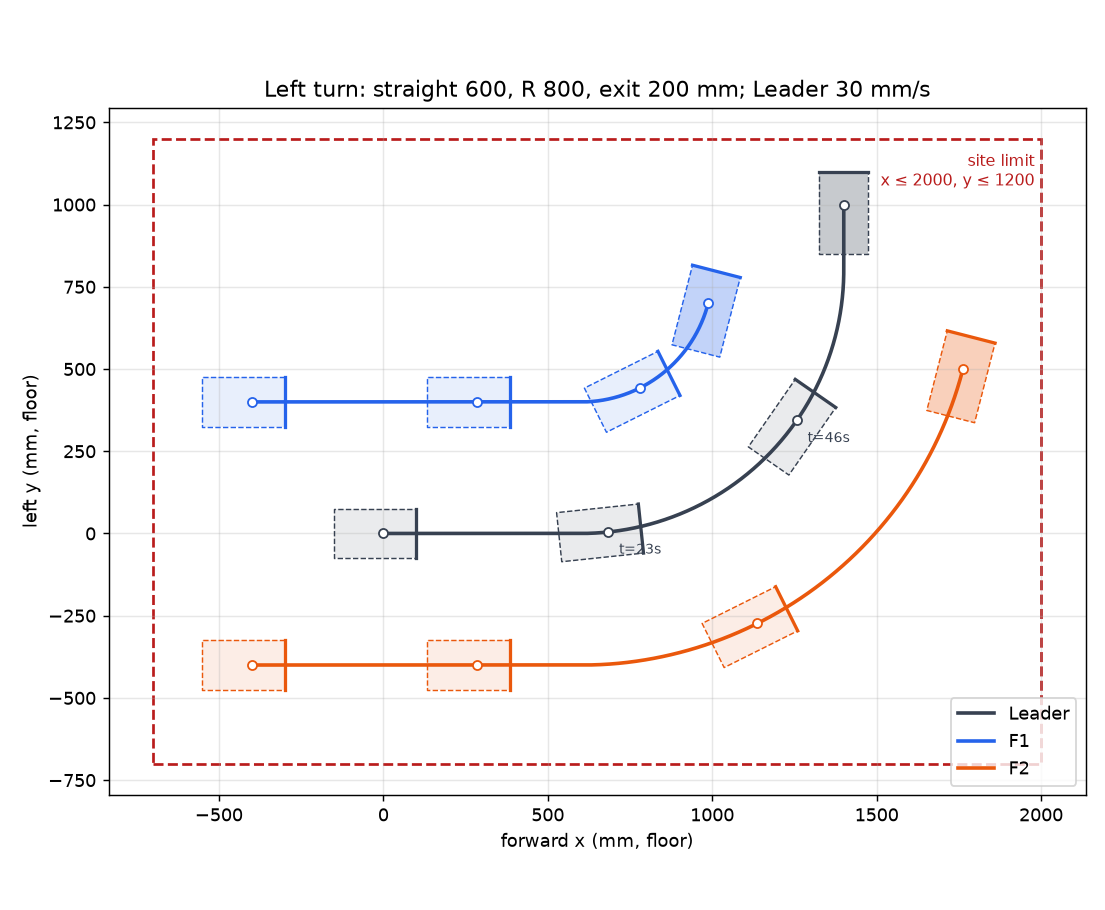 Left turn: straight 600, R 800, exit 200 mm; Leader 30 mm/s
1250
1000
750
500
250
0
−250
−500
−750
left y (mm, floor)
site limit
x ≤ 2000, y ≤ 1200
t=46s
t=23s
Leader
F1
F2
−500
0
500
1000
1500
2000
forward x (mm, floor)